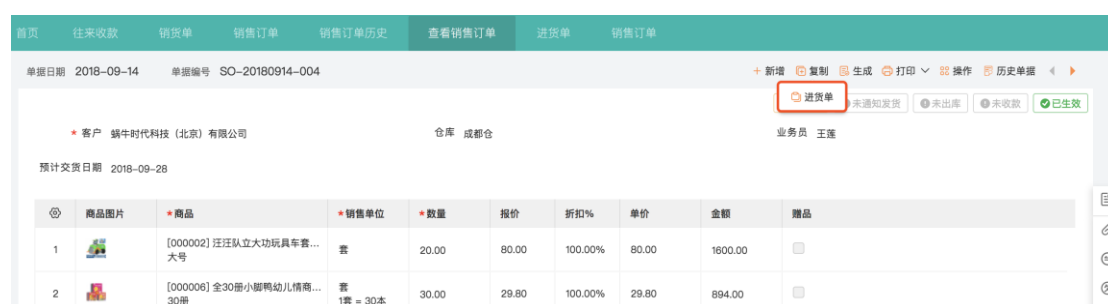 首页 往来收款 销货单 销售订单 销售订单历史 查看销售订单 进货单 销售订单
单据日期 2018-09-14 单据编号 SO-20180914-004 + 新增 复制 生成 打印 操作 历史单据
进货单 未通知发货 未出库 未收款 已生效
* 客户 蜗牛时代科技（北京）有限公司 仓库 成都仓 业务员 王莲
预计交货日期 2018-09-28
商品图片 *商品 *销售单位 *数量 报价 折扣% 单价 金额 赠品
1 [000002] 汪汪队立大功玩具车套... 套 20.00 80.00 100.00% 80.00 1600.00
大号
2 [000006] 全30册小脚鸭幼儿情商... 套 30.00 29.80 100.00% 29.80 894.00
30册 1套 = 30本